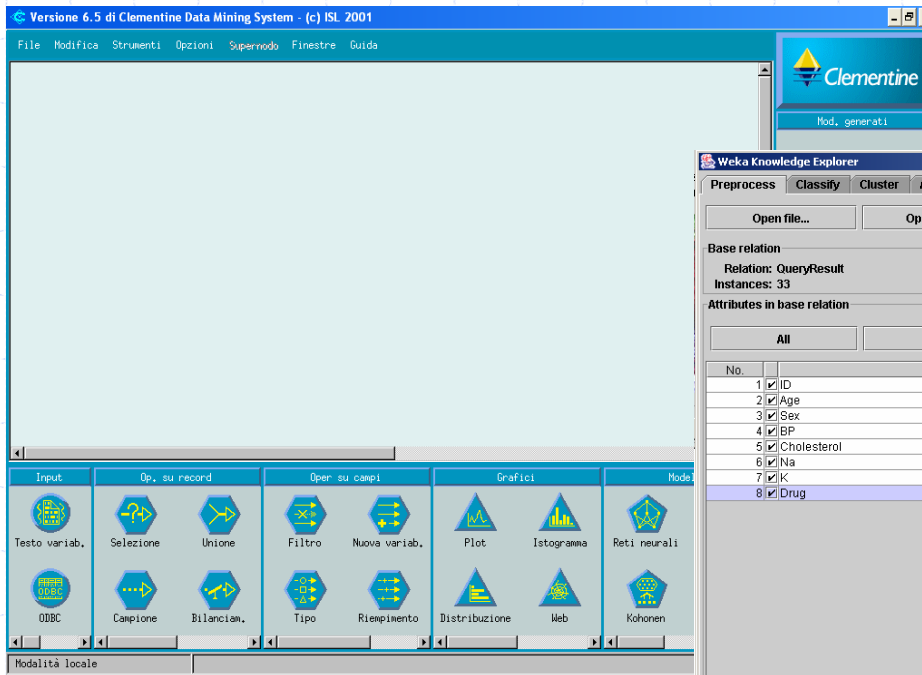 Versione 6.5 di Clementine Data Mining System - (c) ISL 2001
File Modifica Strumenti Opzioni Supernodo Finestre Guida
Clementine
Mod. generati
Weka Knowledge Explorer
Preprocess Classify Cluster
Open file... Op
Base relation
Relation: QueryResult
Instances: 33
Attributes in base relation
All
No.
1 ID
2 Age
3 Sex
4 BP
5 Cholesterol
6 Na
7 K
8 Drug
Input Op. su record Oper su campi Grafici Model
Testo variab. Selezione Unione Filtro Nuova variab. Plot Istogramma Reti neurali
ODBC
ODBC Campione Bilanciam. Tipo Riempimento Distribuzione Web Kohonen
Modalità locale